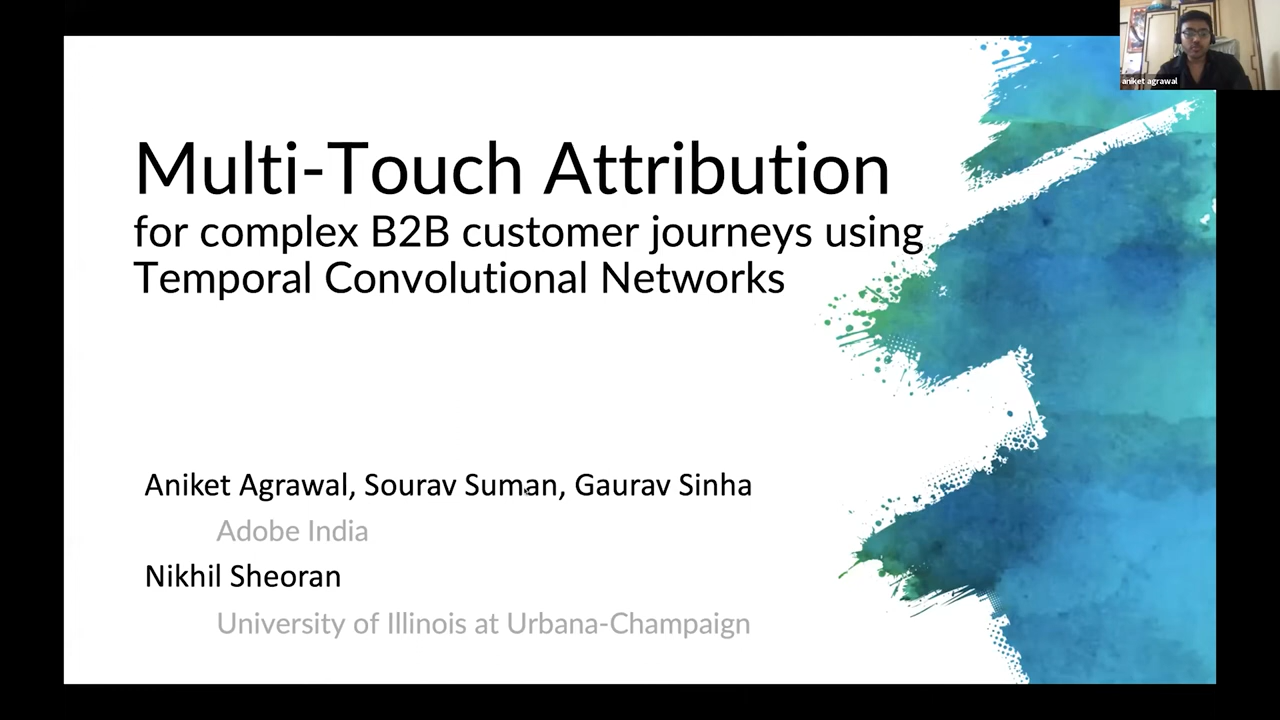 aniket agrawal
Multi-Touch Attribution
for complex B2B customer journeys using
Temporal Convolutional Networks
Aniket Agrawal, Sourav Suman, Gaurav Sinha
Adobe India
Nikhil Sheoran
University of Illinois at Urbana-Champaign